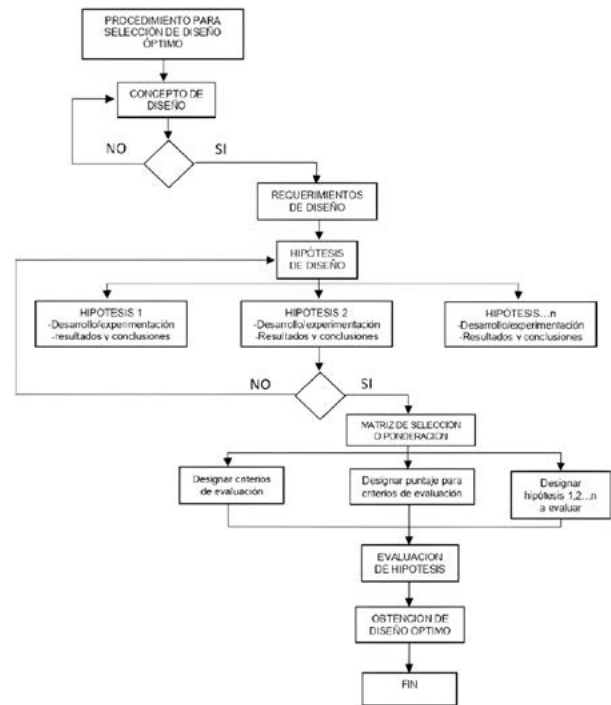 PROCEDIMIENTO PARA
SELECCIÓN DE DISEÑO
ÓPTIMO
CONCEPTO DE
DISEÑO
NO
SI
REQUERIMIENTOS
DE DISEÑO
HIPÓTESIS
DE DISEÑO
HIPOTESIS 1
-Desarrollo/experimentación
-resultados y conclusiones
HIPÓTESIS 2
-Desarrollo/experimentación
-Resultados y conclusiones
HIPÓTESIS...n
-Desarrollo/experimentación
-Resultados y conclusiones
NO
SI
MATRIZ DE SELECCIÓN
O PONDERACIÓN
Designar criterios
de evaluación
Designar puntaje para
criterios de evaluación
Designar
hipótesis 1,2...n
a evaluar
EVALUACION
DE HIPOTESIS
OBTENCION DE
DISEÑO OPTIMO
FIN